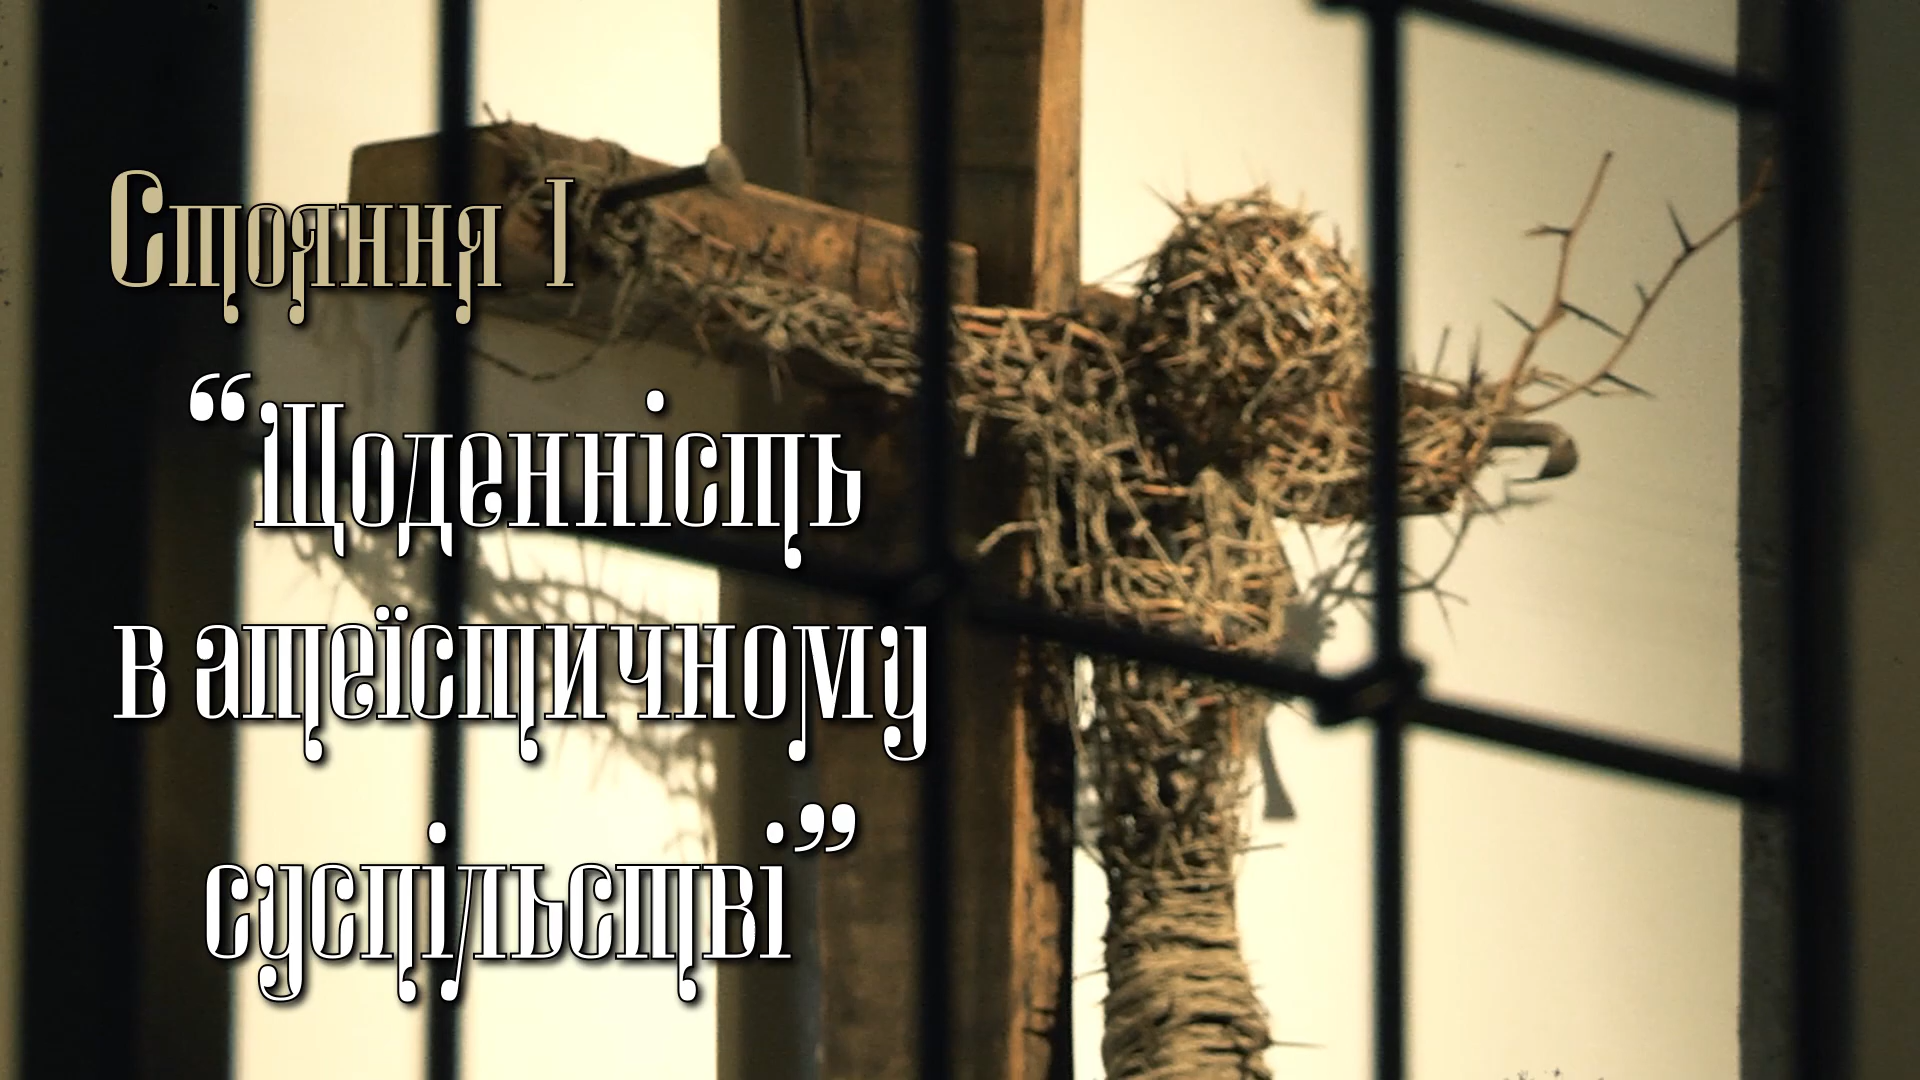 Стояння І
“Щоденність
в атеїстичному
суспільстві”